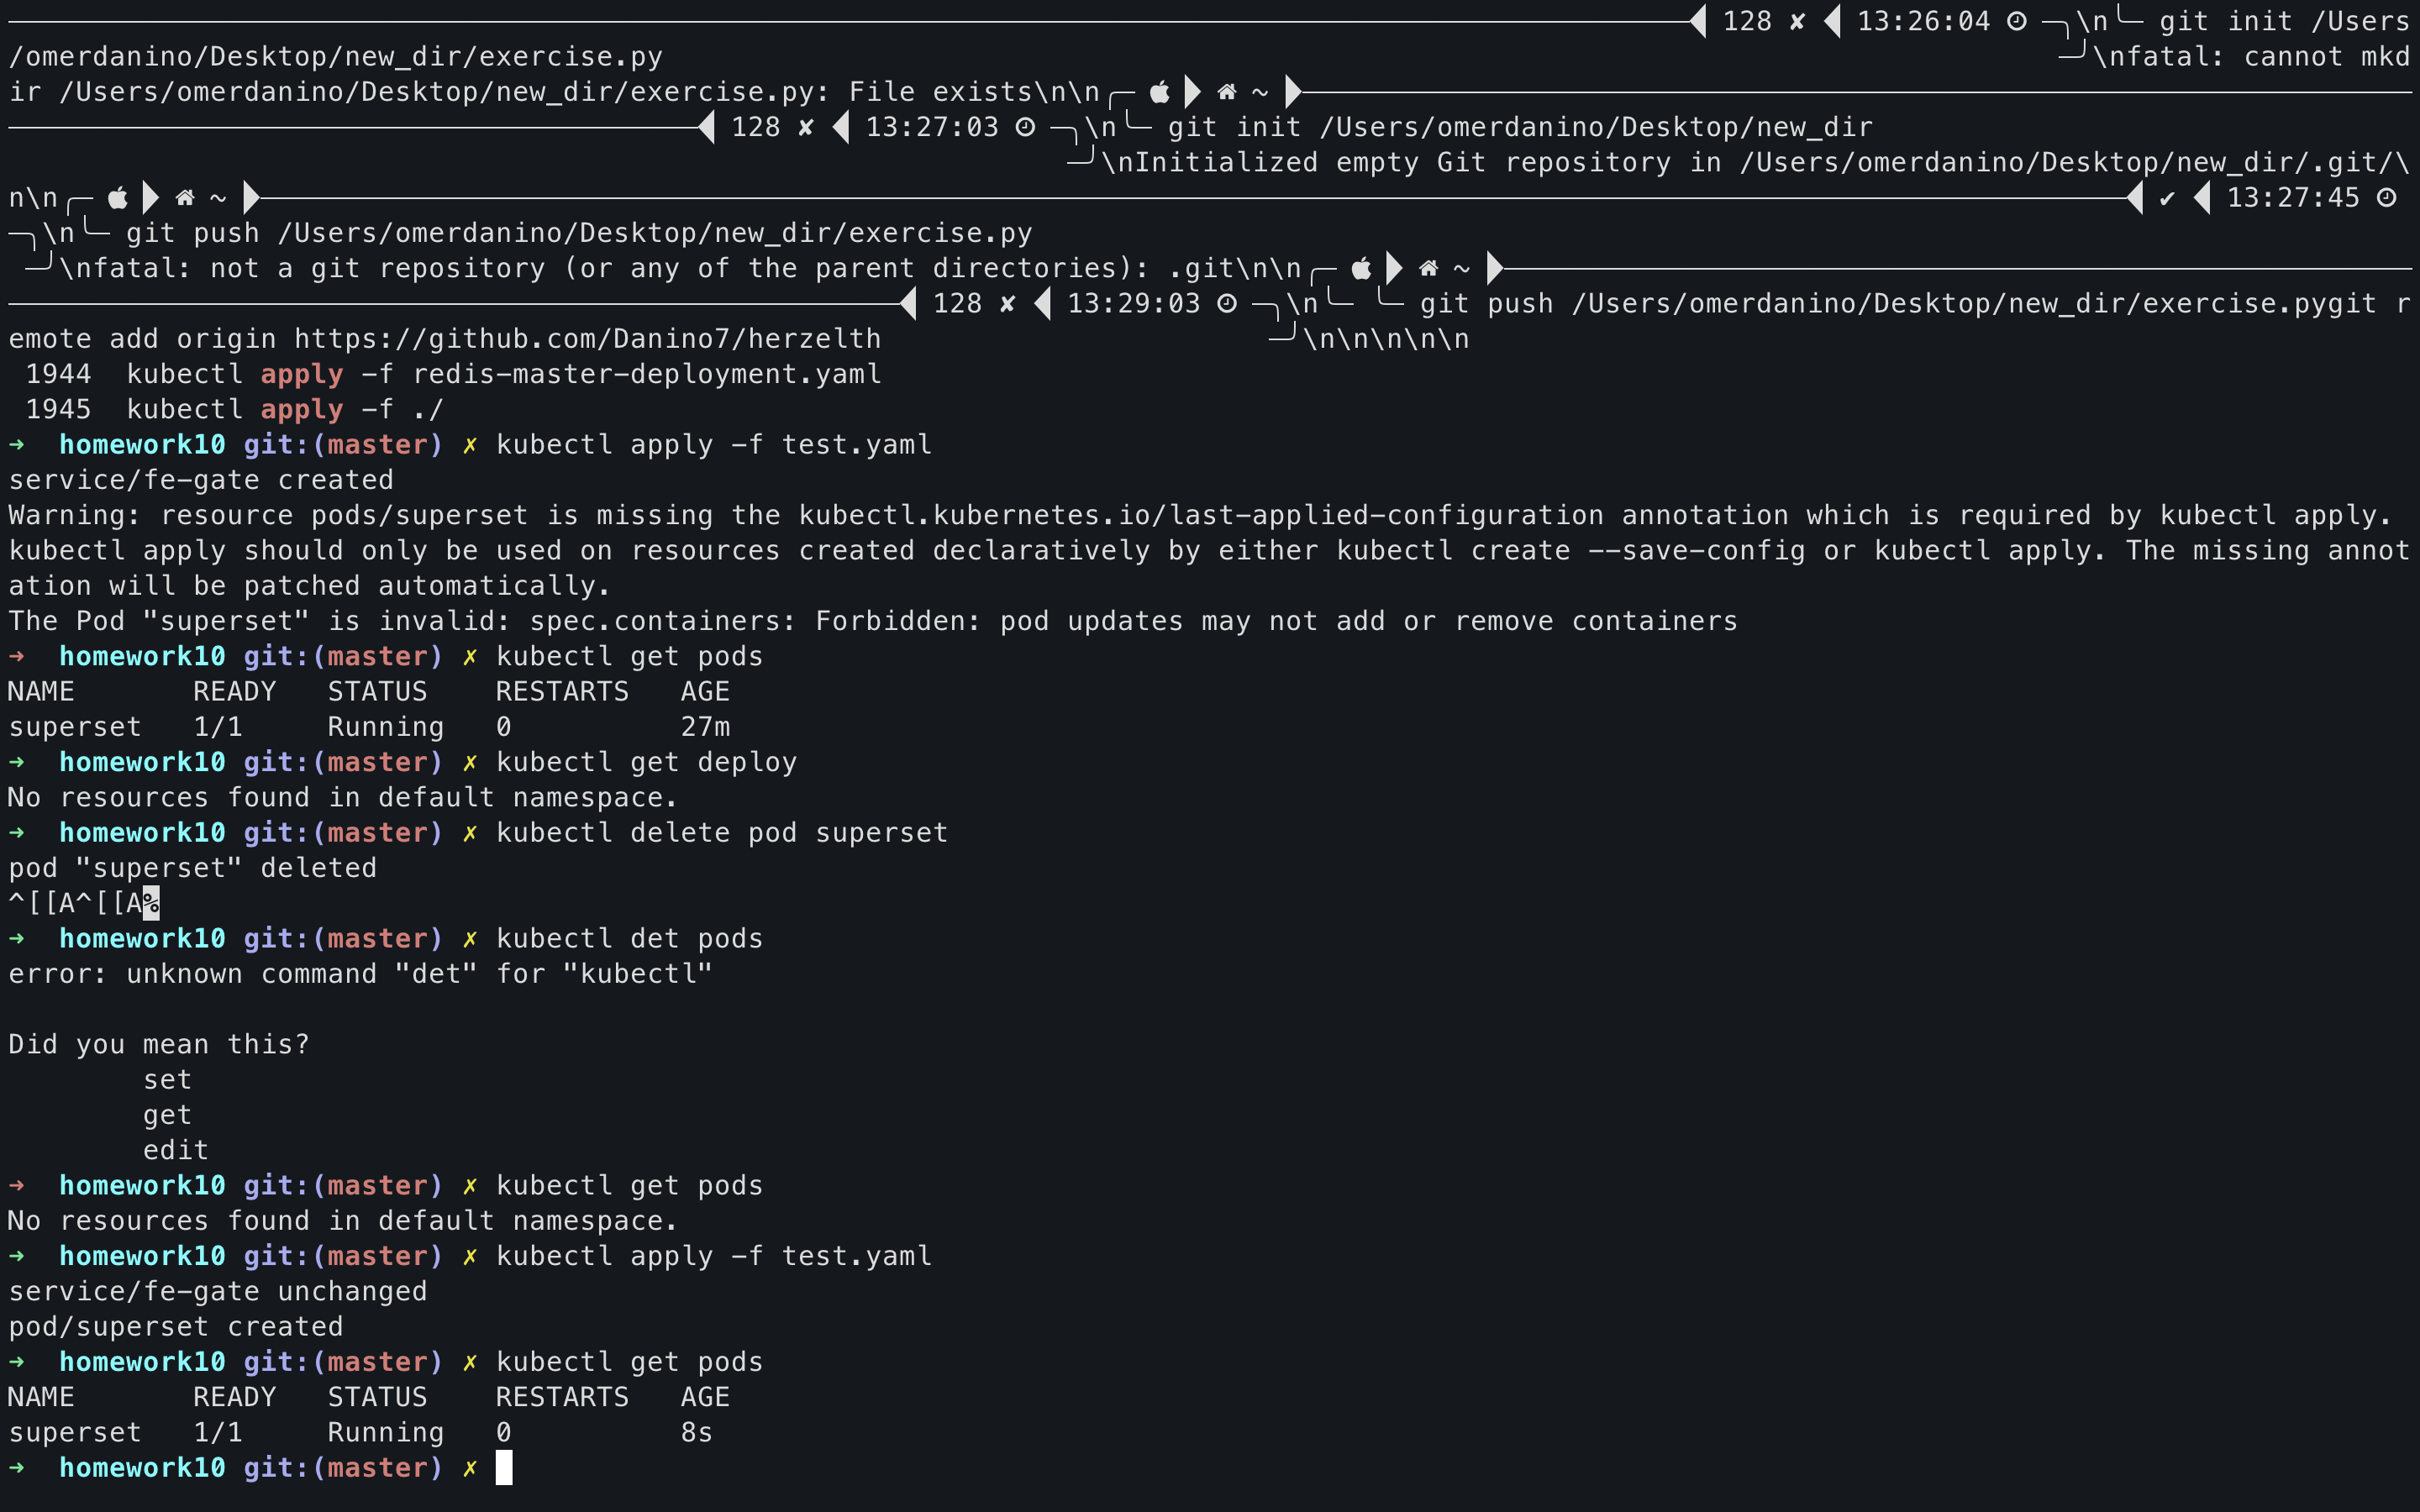 128 ✘ 13:26:04 ─╮\n╰─ git init /Users
/omerdanino/Desktop/new_dir/exercise.py ─╯\nfatal: cannot mkd
ir /Users/omerdanino/Desktop/new_dir/exercise.py: File exists\n\n╭─ ~
128 ✘ 13:27:03 ─╮\n╰─ git init /Users/omerdanino/Desktop/new_dir
─╯\nInitialized empty Git repository in /Users/omerdanino/Desktop/new_dir/.git/\
n\n╭─ ~ ✔ 13:27:45
─╮\n╰─ git push /Users/omerdanino/Desktop/new_dir/exercise.py
─╯\nfatal: not a git repository (or any of the parent directories): .git\n\n╭─ ~
128 ✘ 13:29:03 ─╮\n╰─ ╰─ git push /Users/omerdanino/Desktop/new_dir/exercise.pygit r
emote add origin https://github.com/Danino7/herzelth ─╯\n\n\n\n\n
1944  kubectl apply -f redis-master-deployment.yaml
1945  kubectl apply -f ./
➜  homework10 git:(master) ✗ kubectl apply -f test.yaml
service/fe-gate created
Warning: resource pods/superset is missing the kubectl.kubernetes.io/last-applied-configuration annotation which is required by kubectl apply.
kubectl apply should only be used on resources created declaratively by either kubectl create --save-config or kubectl apply. The missing annot
ation will be patched automatically.
The Pod "superset" is invalid: spec.containers: Forbidden: pod updates may not add or remove containers
➜  homework10 git:(master) ✗ kubectl get pods
NAME       READY   STATUS    RESTARTS   AGE
superset   1/1     Running   0          27m
➜  homework10 git:(master) ✗ kubectl get deploy
No resources found in default namespace.
➜  homework10 git:(master) ✗ kubectl delete pod superset
pod "superset" deleted
^[[A^[[A%
➜  homework10 git:(master) ✗ kubectl det pods
error: unknown command "det" for "kubectl"
Did you mean this?
set
get
edit
➜  homework10 git:(master) ✗ kubectl get pods
No resources found in default namespace.
➜  homework10 git:(master) ✗ kubectl apply -f test.yaml
service/fe-gate unchanged
pod/superset created
➜  homework10 git:(master) ✗ kubectl get pods
NAME       READY   STATUS    RESTARTS   AGE
superset   1/1     Running   0          8s
➜  homework10 git:(master) ✗